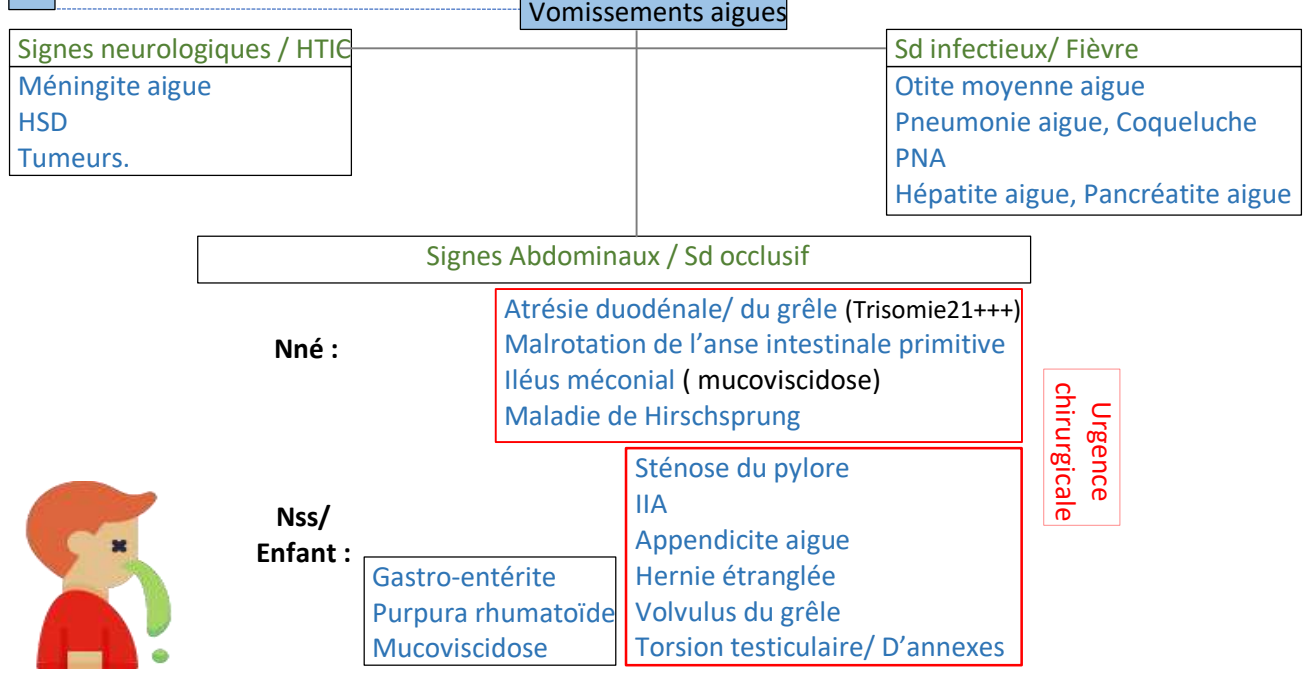 Vomissements aigues
Signes neurologiques / HTIC
Méningite aigue
HSD
Tumeurs.
Sd infectieux/ Fièvre
Otite moyenne aigue
Pneumonie aigue, Coqueluche
PNA
Hépatite aigue, Pancréatite aigue
Signes Abdominaux / Sd occlusif
Nné :
Atrésie duodénale/ du grêle (Trisomie21+++)
Malrotation de l’anse intestinale primitive
Iléus méconial ( mucoviscidose)
Maladie de Hirschsprung
Urgence
chirurgicale
Nss/
Enfant :
Gastro-entérite
Purpura rhumatoïde
Mucoviscidose
Sténose du pylore
IIA
Appendicite aigue
Hernie étranglée
Volvulus du grêle
Torsion testiculaire/ D’annexes